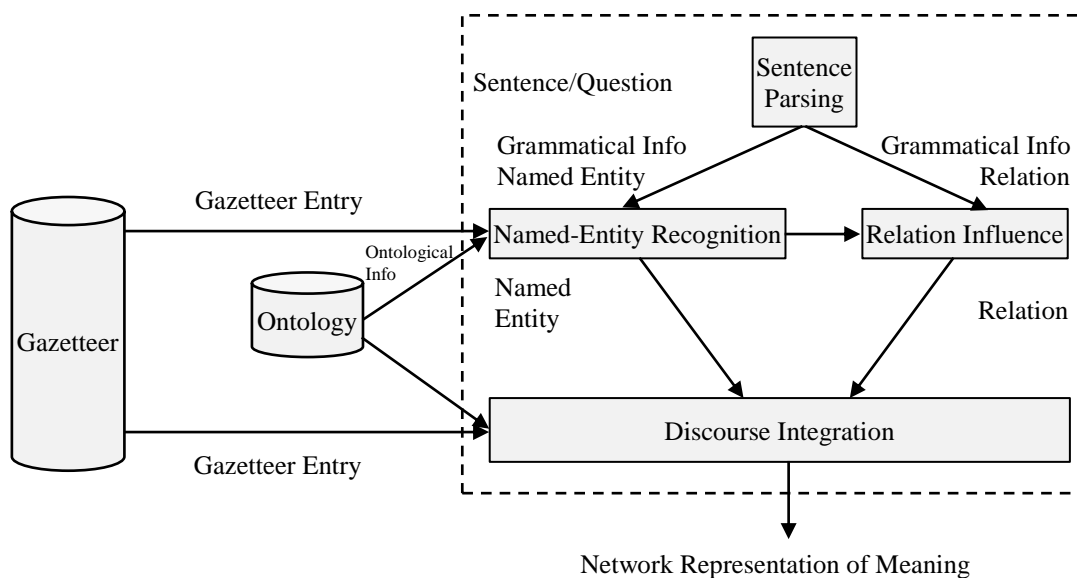 Sentence
Parsing
Sentence/Question
Grammatical Info
Named Entity
Grammatical Info
Relation
Gazetteer Entry
Named-Entity Recognition
Relation Influence
Ontological
Info
Named
Entity
Ontology
Relation
Gazetteer
Discourse Integration
Gazetteer Entry
Network Representation of Meaning